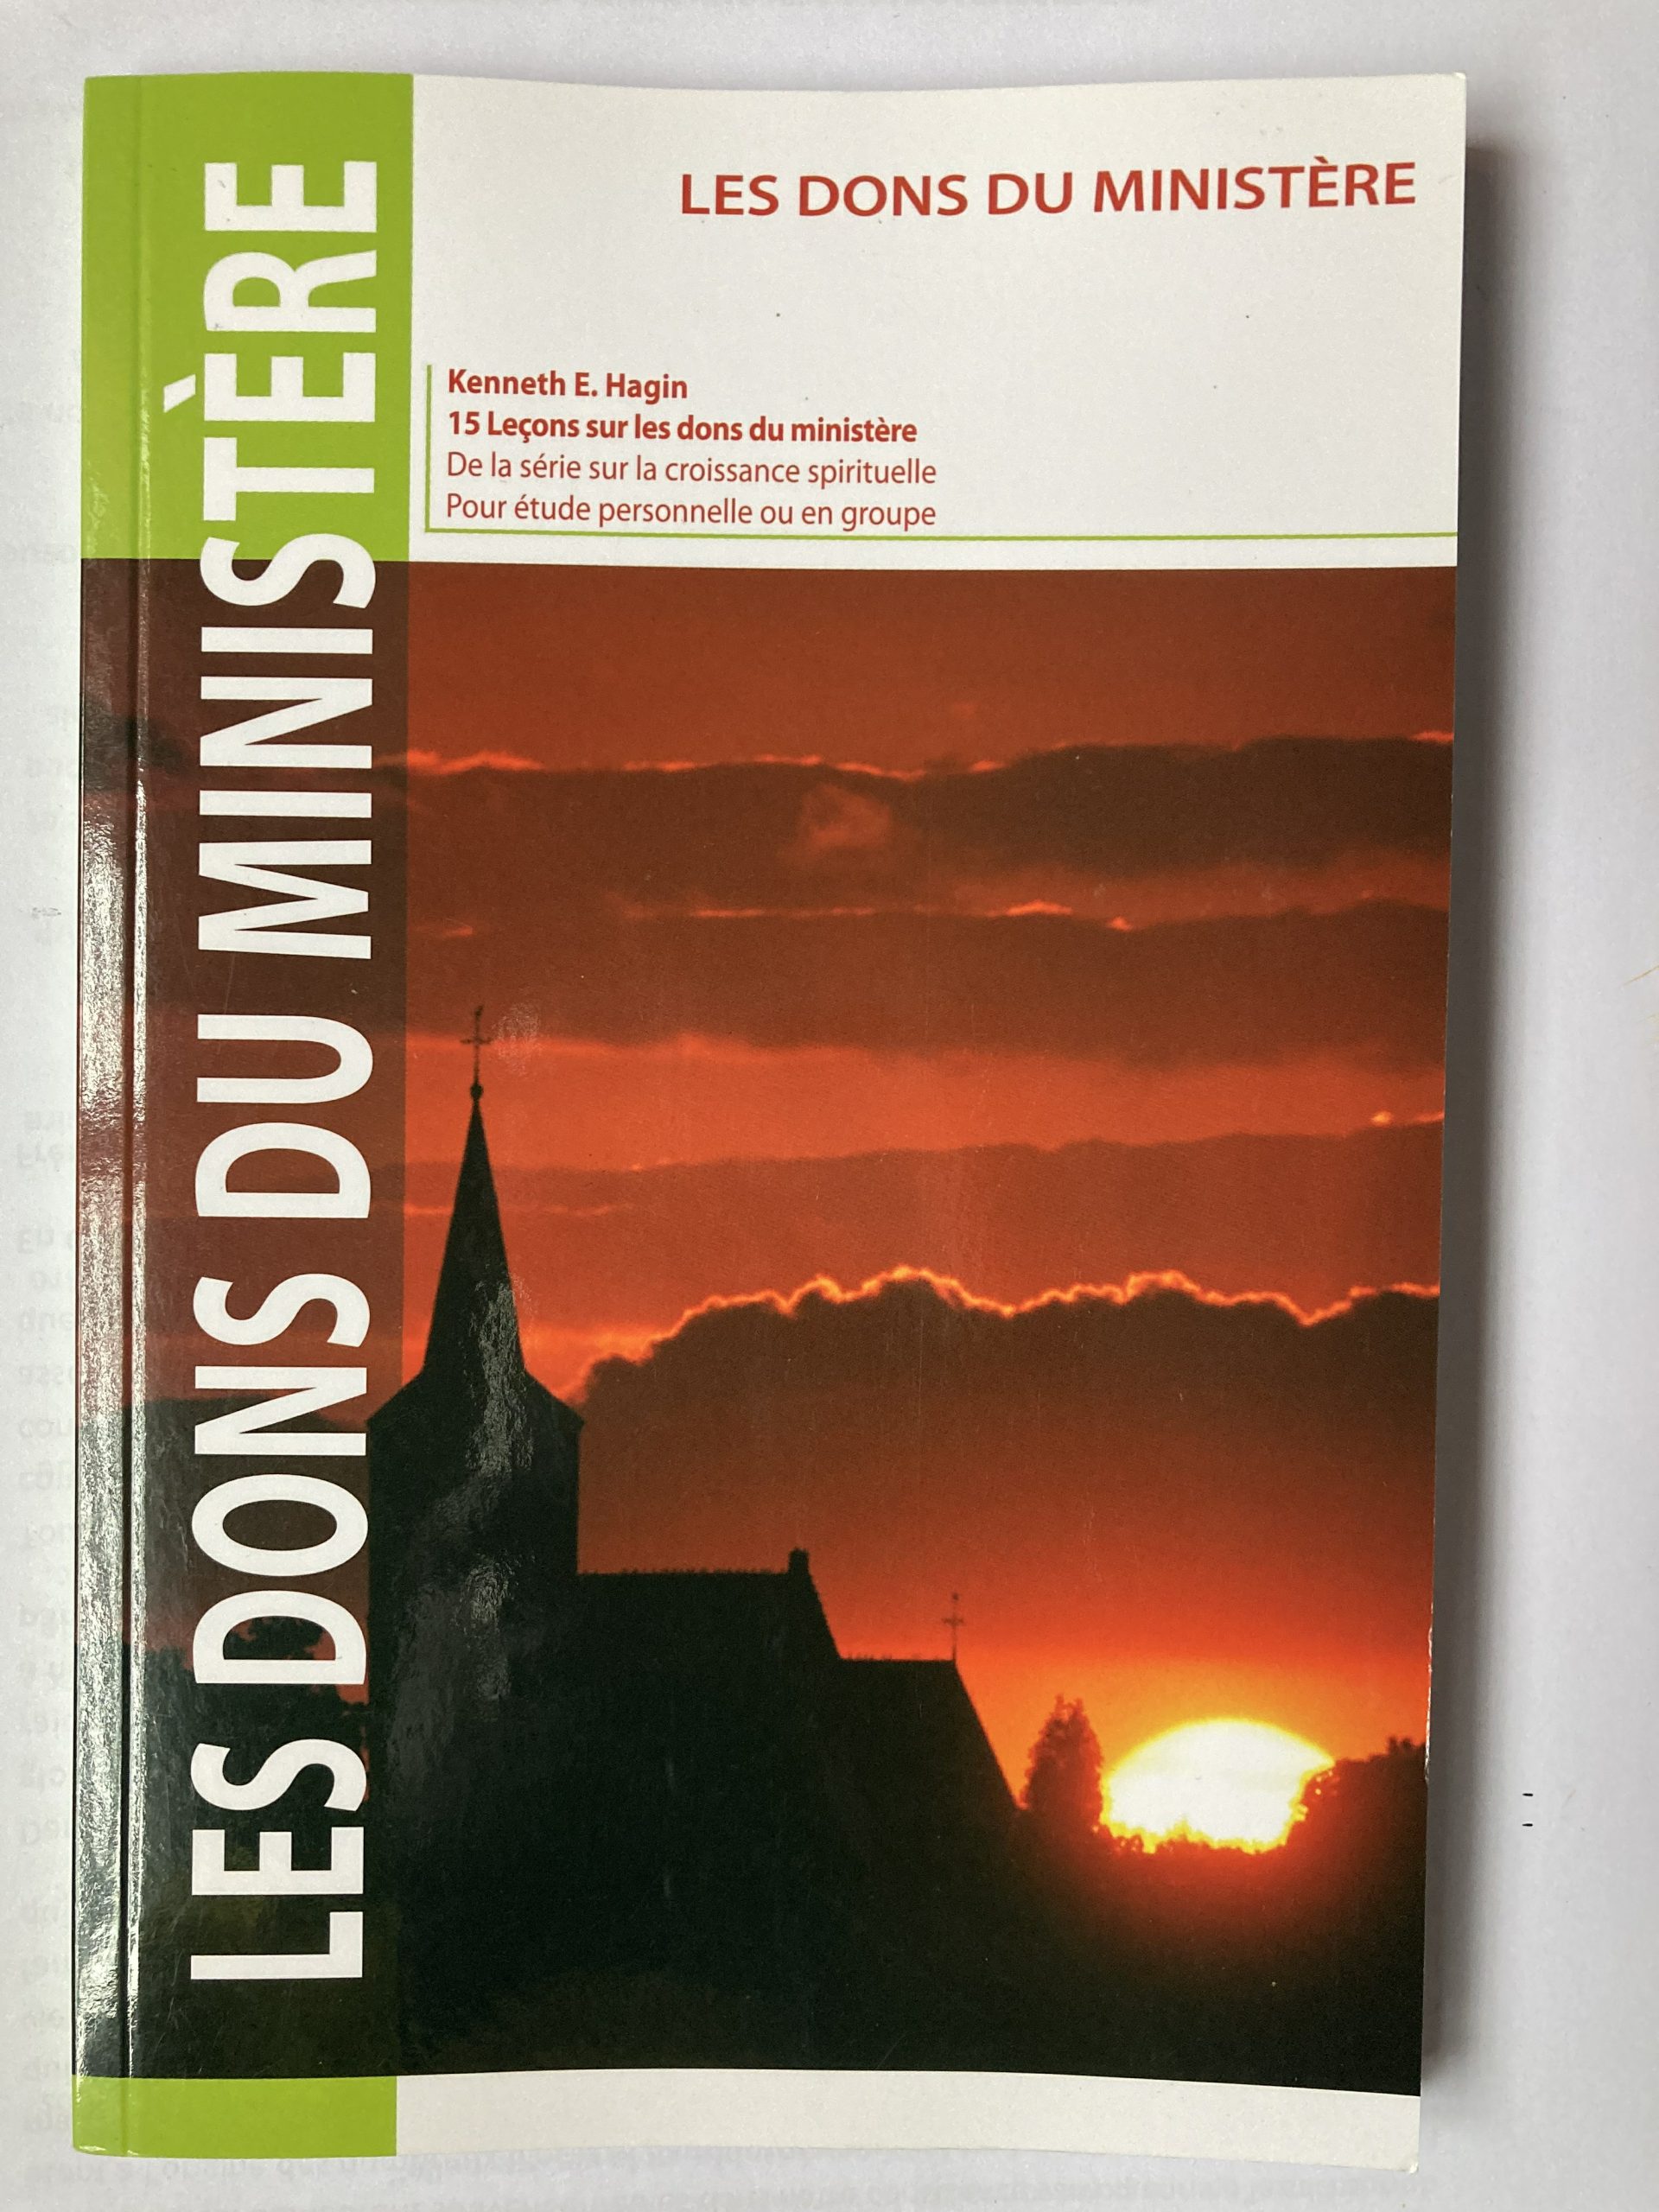 LES DONS DU MINISTÈRE
LES DONS DU MINISTÈRE
Kenneth E. Hagin
15 Leçons sur les dons du ministère
De la série sur la croissance spirituelle
Pour étude personnelle ou en groupe